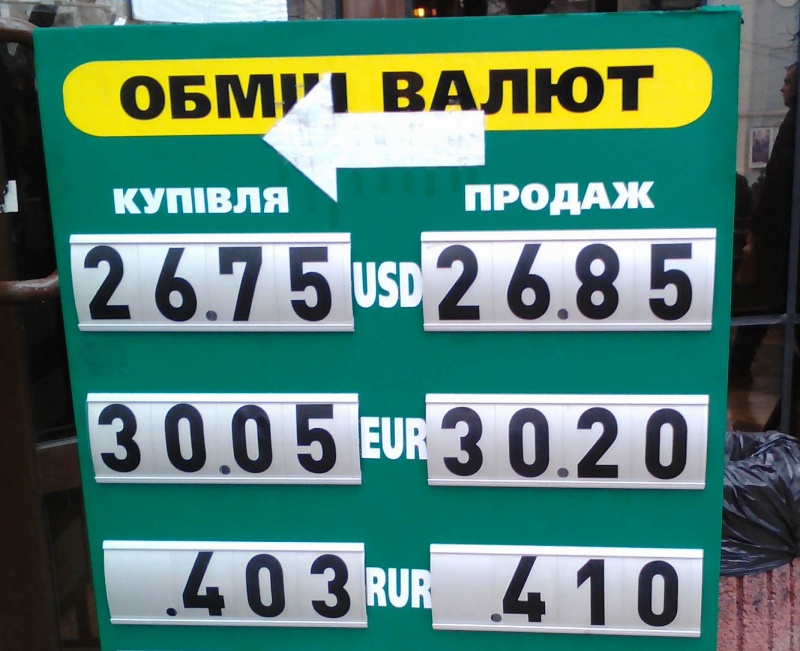 ОБМІН ВАЛЮТ
КУПІВЛЯ ПРОДАЖ
26.75 USD 26.85
30.05 EUR 30.20
.403 RUR .410